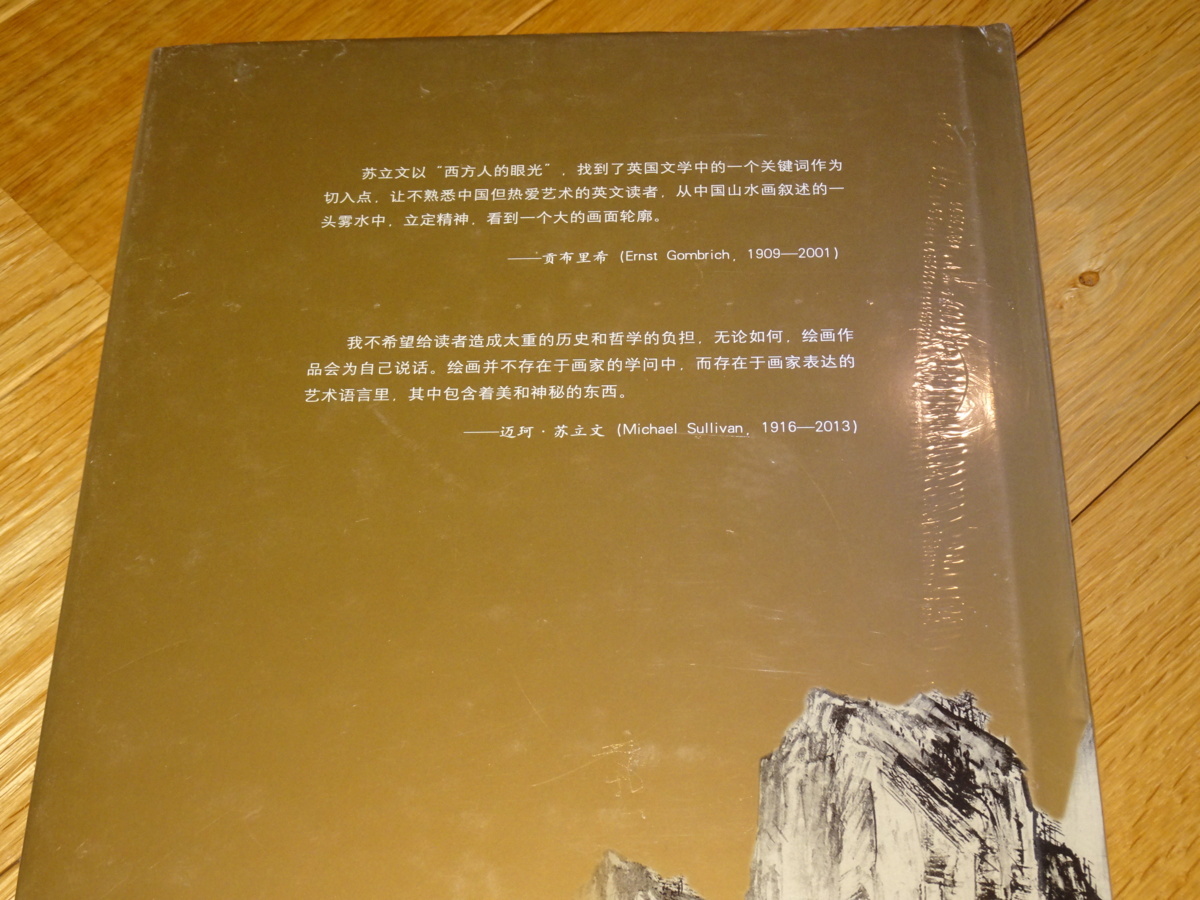 苏立文以“西方人的眼光”，找到了英国文学中的一个关键词作为
切入点，让不熟悉中国但热爱艺术的英文读者，从中国山水画叙述的一
头雾水中，立定精神，看到一个大的画面轮廓。
——贡布里希（Ernst Gombrich，1909—2001）
我不希望给读者造成太重的历史和哲学的负担，无论如何，绘画作
品会为自己说话。绘画并不存在于画家的学问中，而存在于画家表达的
艺术语言里，其中包含着美和神秘的东西。
——迈珂·苏立文（Michael Sullivan，1916—2013）